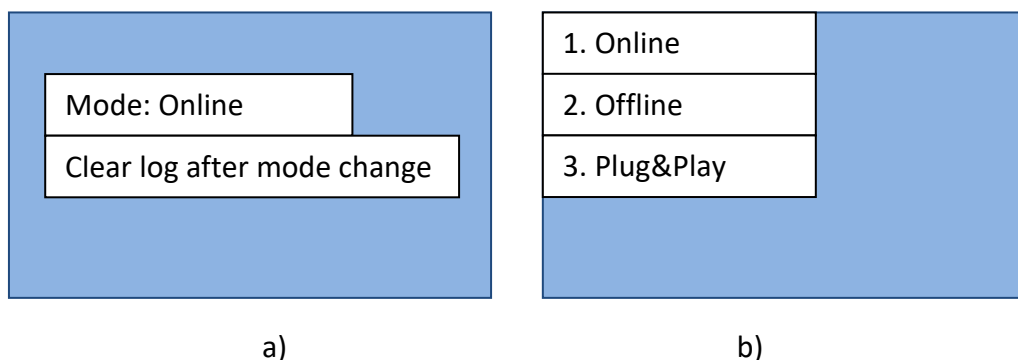 Mode: Online
Clear log after mode change
a)
1. Online
2. Offline
3. Plug&Play
b)